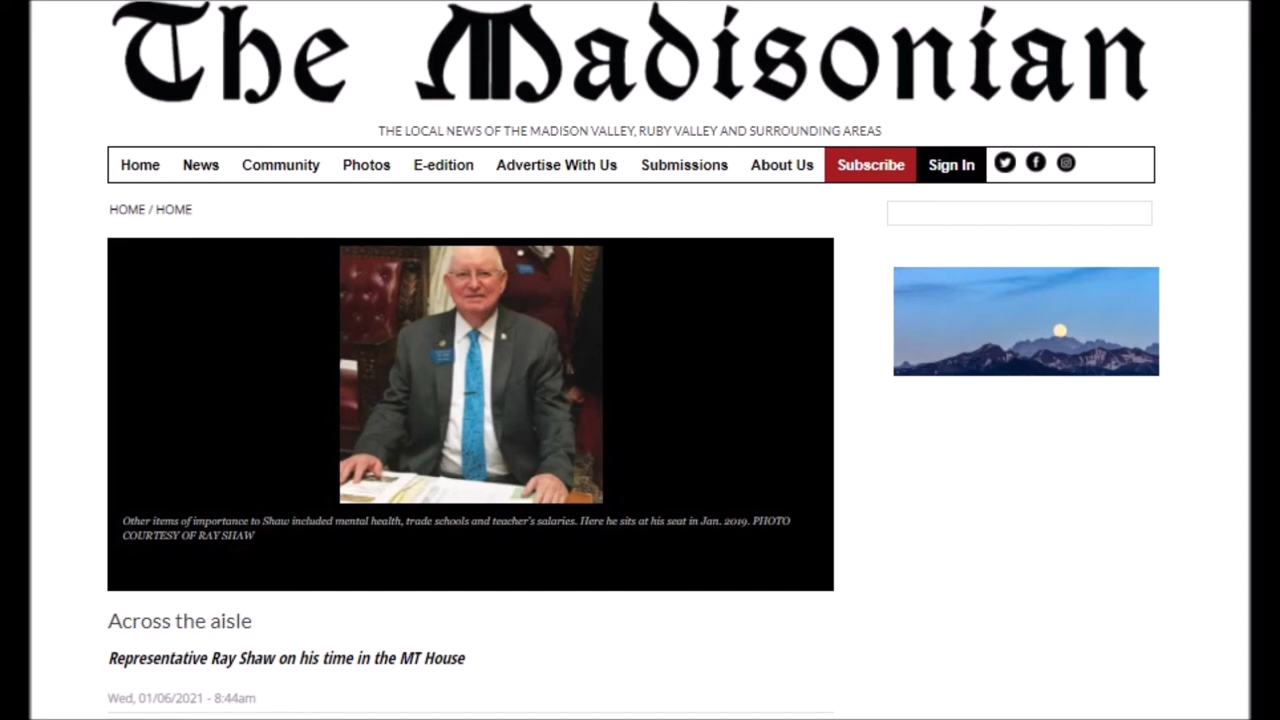 The Madisonian
THE LOCAL NEWS OF THE MADISON VALLEY, RUBY VALLEY AND SURROUNDING AREAS
Home News Community Photos E-edition Advertise With Us Submissions About Us Subscribe Sign In
HOME / HOME
Other items of importance to Shaw included mental health, trade schools and teacher's salaries. Here he sits at his seat in Jan. 2019. PHOTO
COURTESY OF RAY SHAW
Across the aisle
Representative Ray Shaw on his time in the MT House
Wed, 01/06/2021 - 8:44am